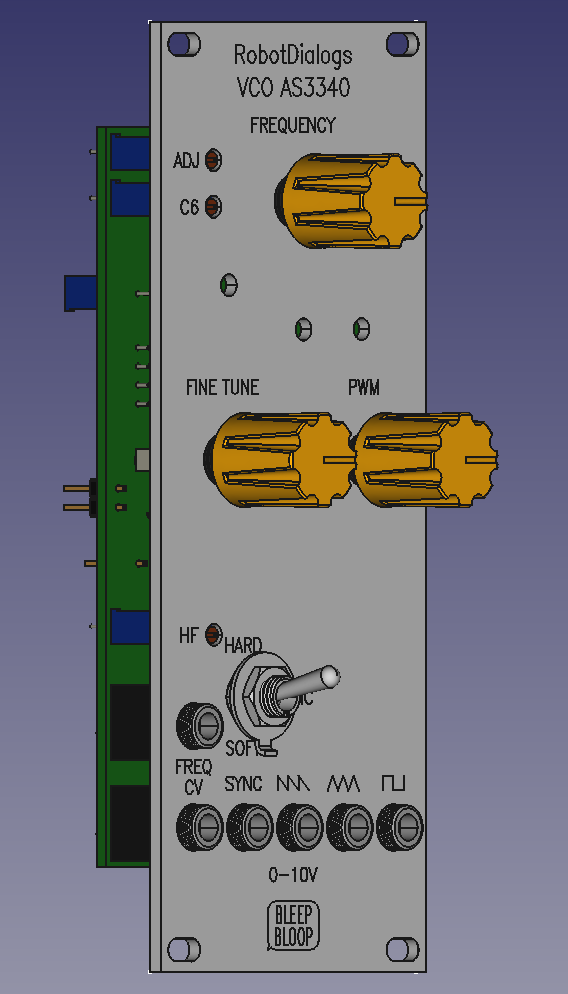 RobotDialogs
VCO AS3340
FREQUENCY
ADJ
C6
FINE TUNE
PWM
HF
HARD
SOF
FREQ
CV
SYNC
0-10V
BLEEP
BLOOP